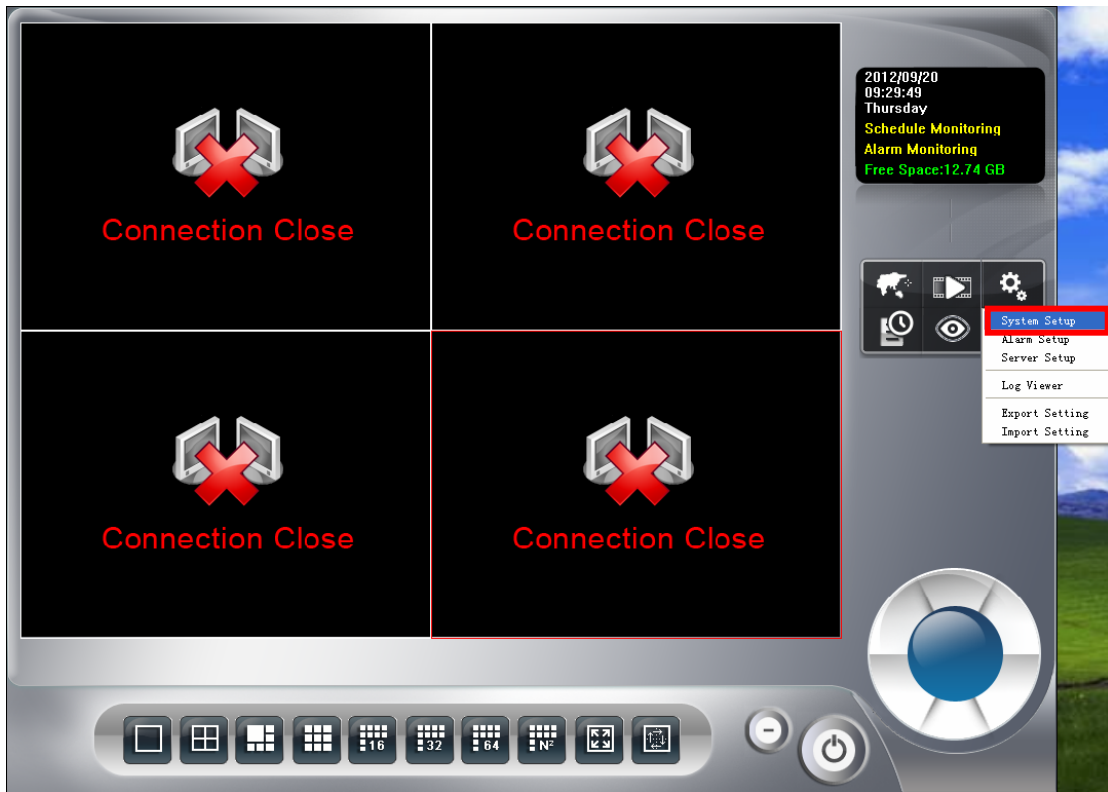 2012/09/20
09:29:49
Thursday
Schedule Monitoring
Alarm Monitoring
Free Space:12.74 GB
Connection Close
Connection Close
System Setup
Alarm Setup
Server Setup
Log Viewer
Export Setting
Import Setting
Connection Close
Connection Close
16
32
64
N²